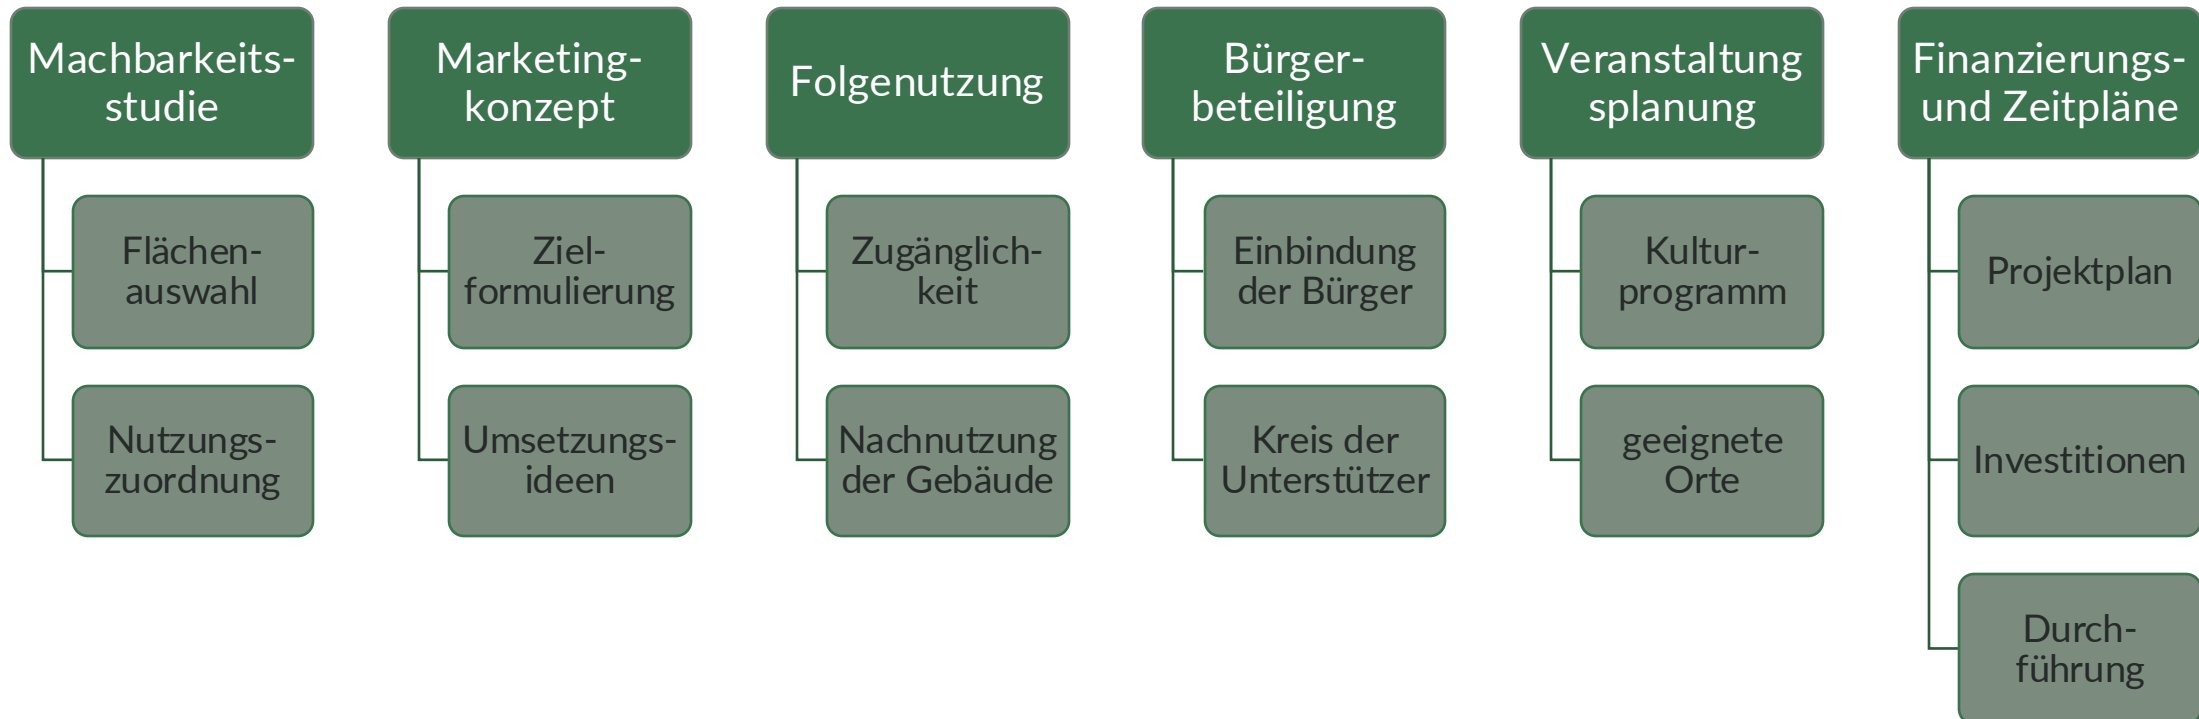 Machbarkeits-
studie
Flächen-
auswahl
Nutzungs-
zuordnung
Marketing-
konzept
Ziel-
formulierung
Umsetzungs-
ideen
Folgenutzung
Zugänglich-
keit
Nachnutzung
der Gebäude
Bürger-
beteiligung
Einbindung
der Bürger
Kreis der
Unterstützer
Veranstaltung
splanung
Kultur-
programm
geeignete
Orte
Finanzierungs-
und Zeitpläne
Projektplan
Investitionen
Durch-
führung